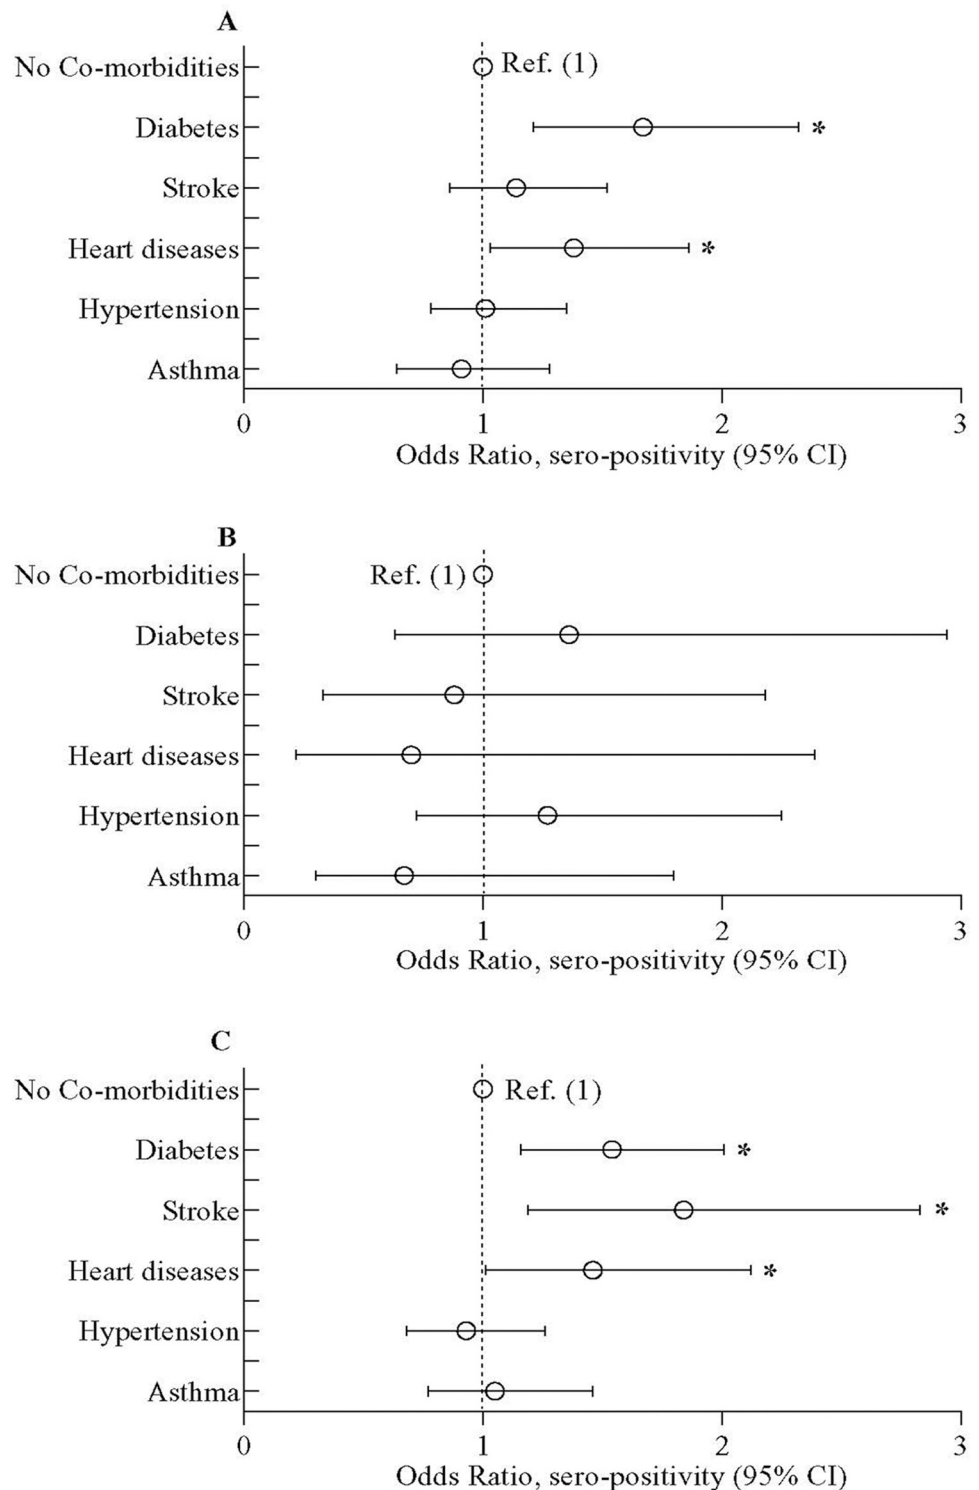 A
No Co-morbidities Ref. (1)
Diabetes *
Stroke
Heart diseases *
Hypertension
Asthma
0 1 2 3
Odds Ratio, sero-positivity (95% CI)
B
No Co-morbidities Ref. (1)
Diabetes
Stroke
Heart diseases
Hypertension
Asthma
0 1 2 3
Odds Ratio, sero-positivity (95% CI)
C
No Co-morbidities Ref. (1)
Diabetes *
Stroke *
Heart diseases *
Hypertension
Asthma
0 1 2 3
Odds Ratio, sero-positivity (95% CI)